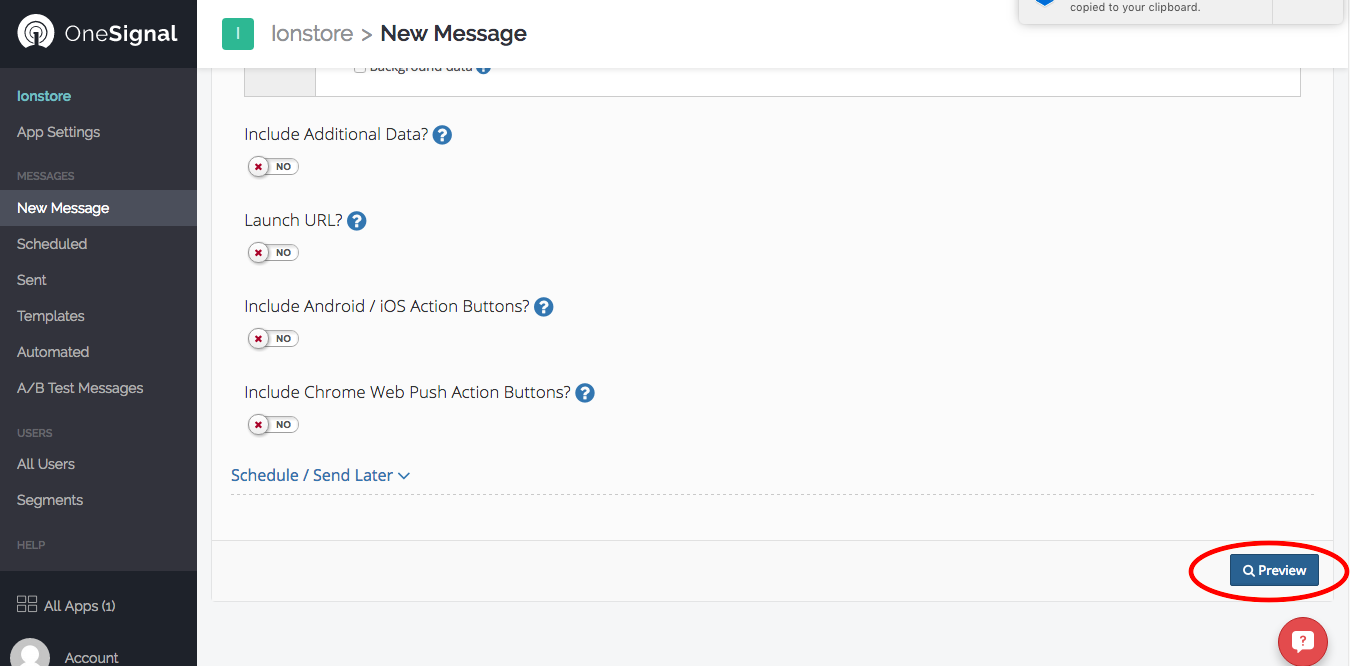 OneSignal
I
Ionstore > New Message
copied to your clipboard.
Ionstore
App Settings
MESSAGES
New Message
Scheduled
Sent
Templates
Automated
A/B Test Messages
USERS
All Users
Segments
HELP
All Apps (1)
Account
Background data ?
Include Additional Data? ?
NO
Launch URL? ?
NO
Include Android / iOS Action Buttons? ?
NO
Include Chrome Web Push Action Buttons? ?
NO
Schedule / Send Later
Preview
?